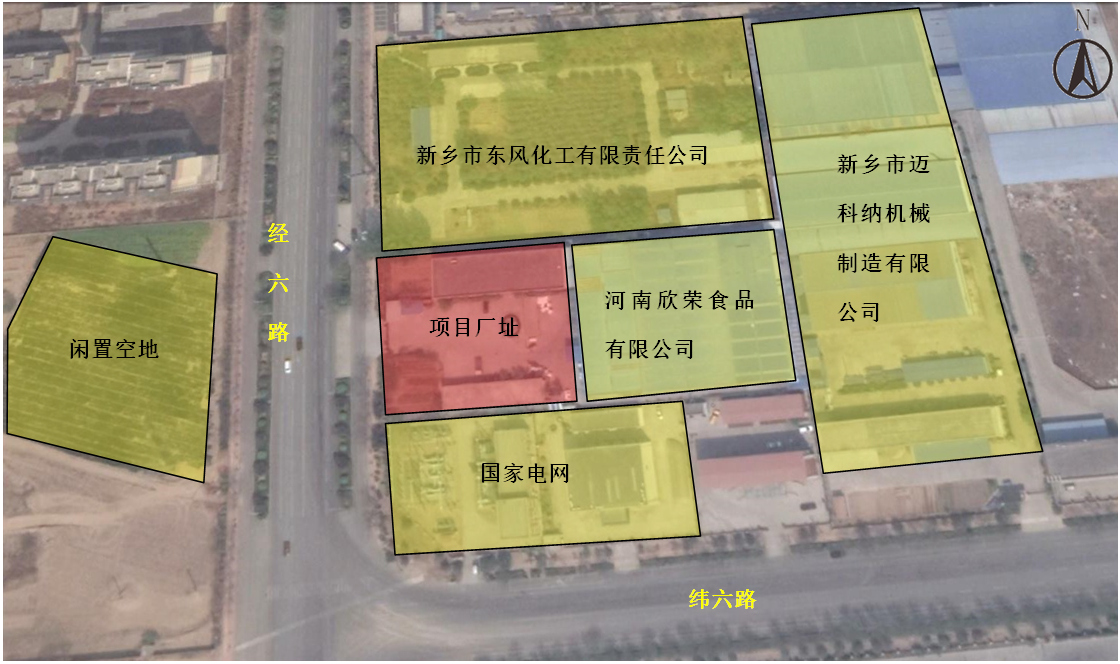 N
新乡市东风化工有限责任公司
新乡市迈
科纳机械
制造有限
公司
经
六
路
项目厂址
河南欣荣食品
有限公司
闲置空地
国家电网
纬六路